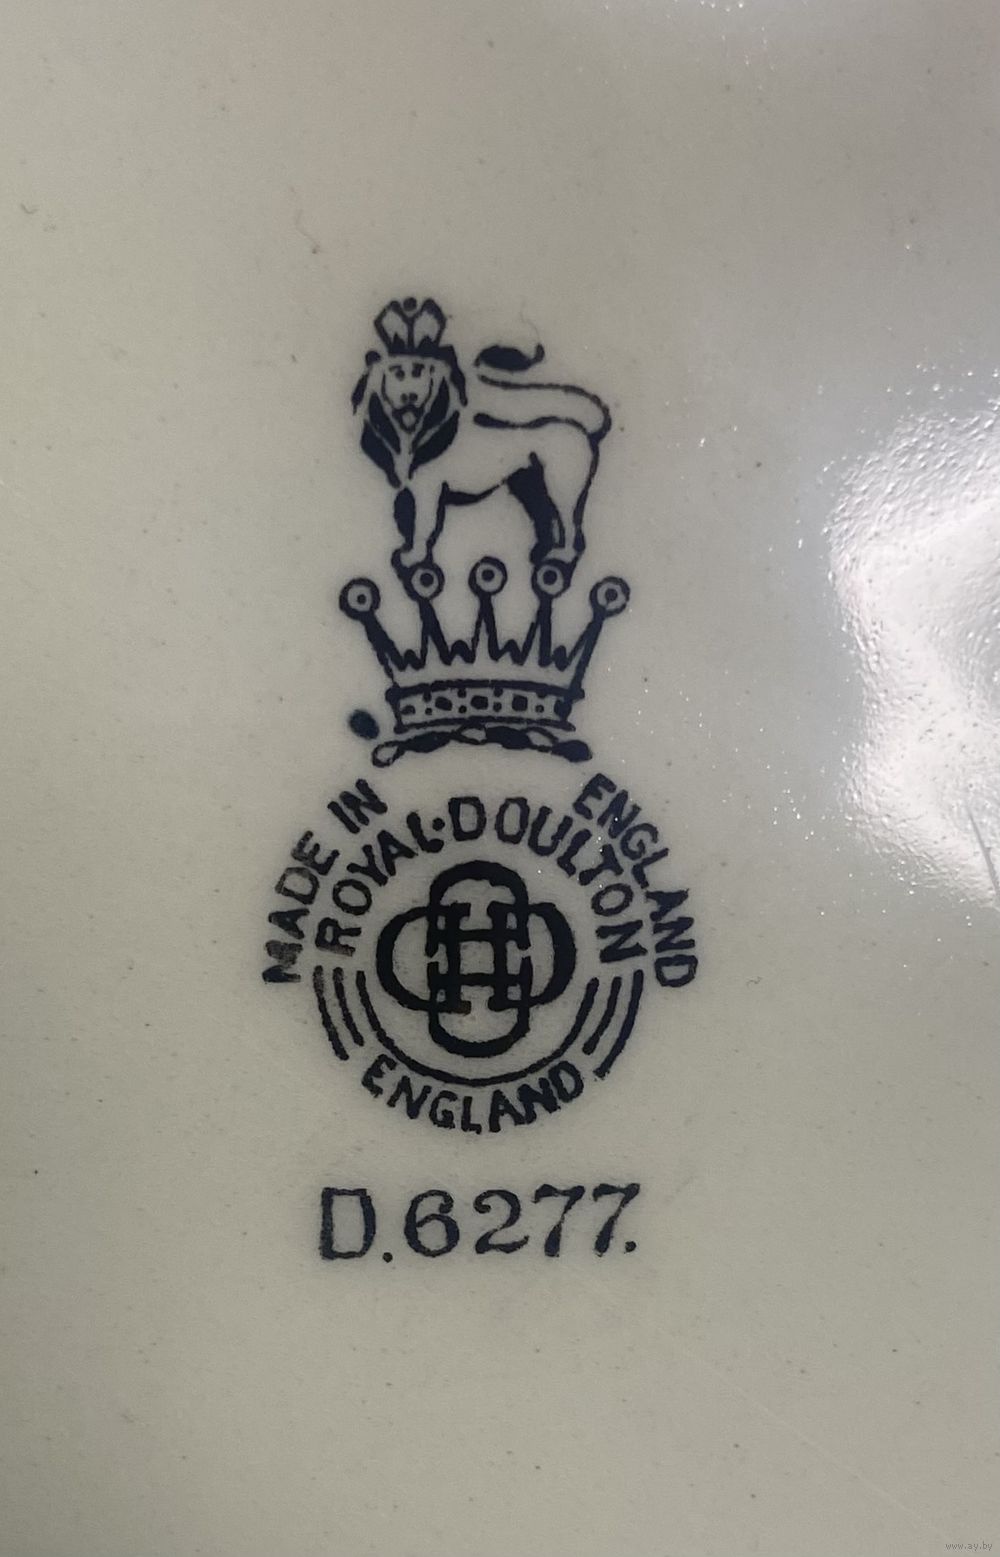 MADE IN ENGLAND
ROYAL·DOULTON
ENGLAND
D.6277.
www.ay.by